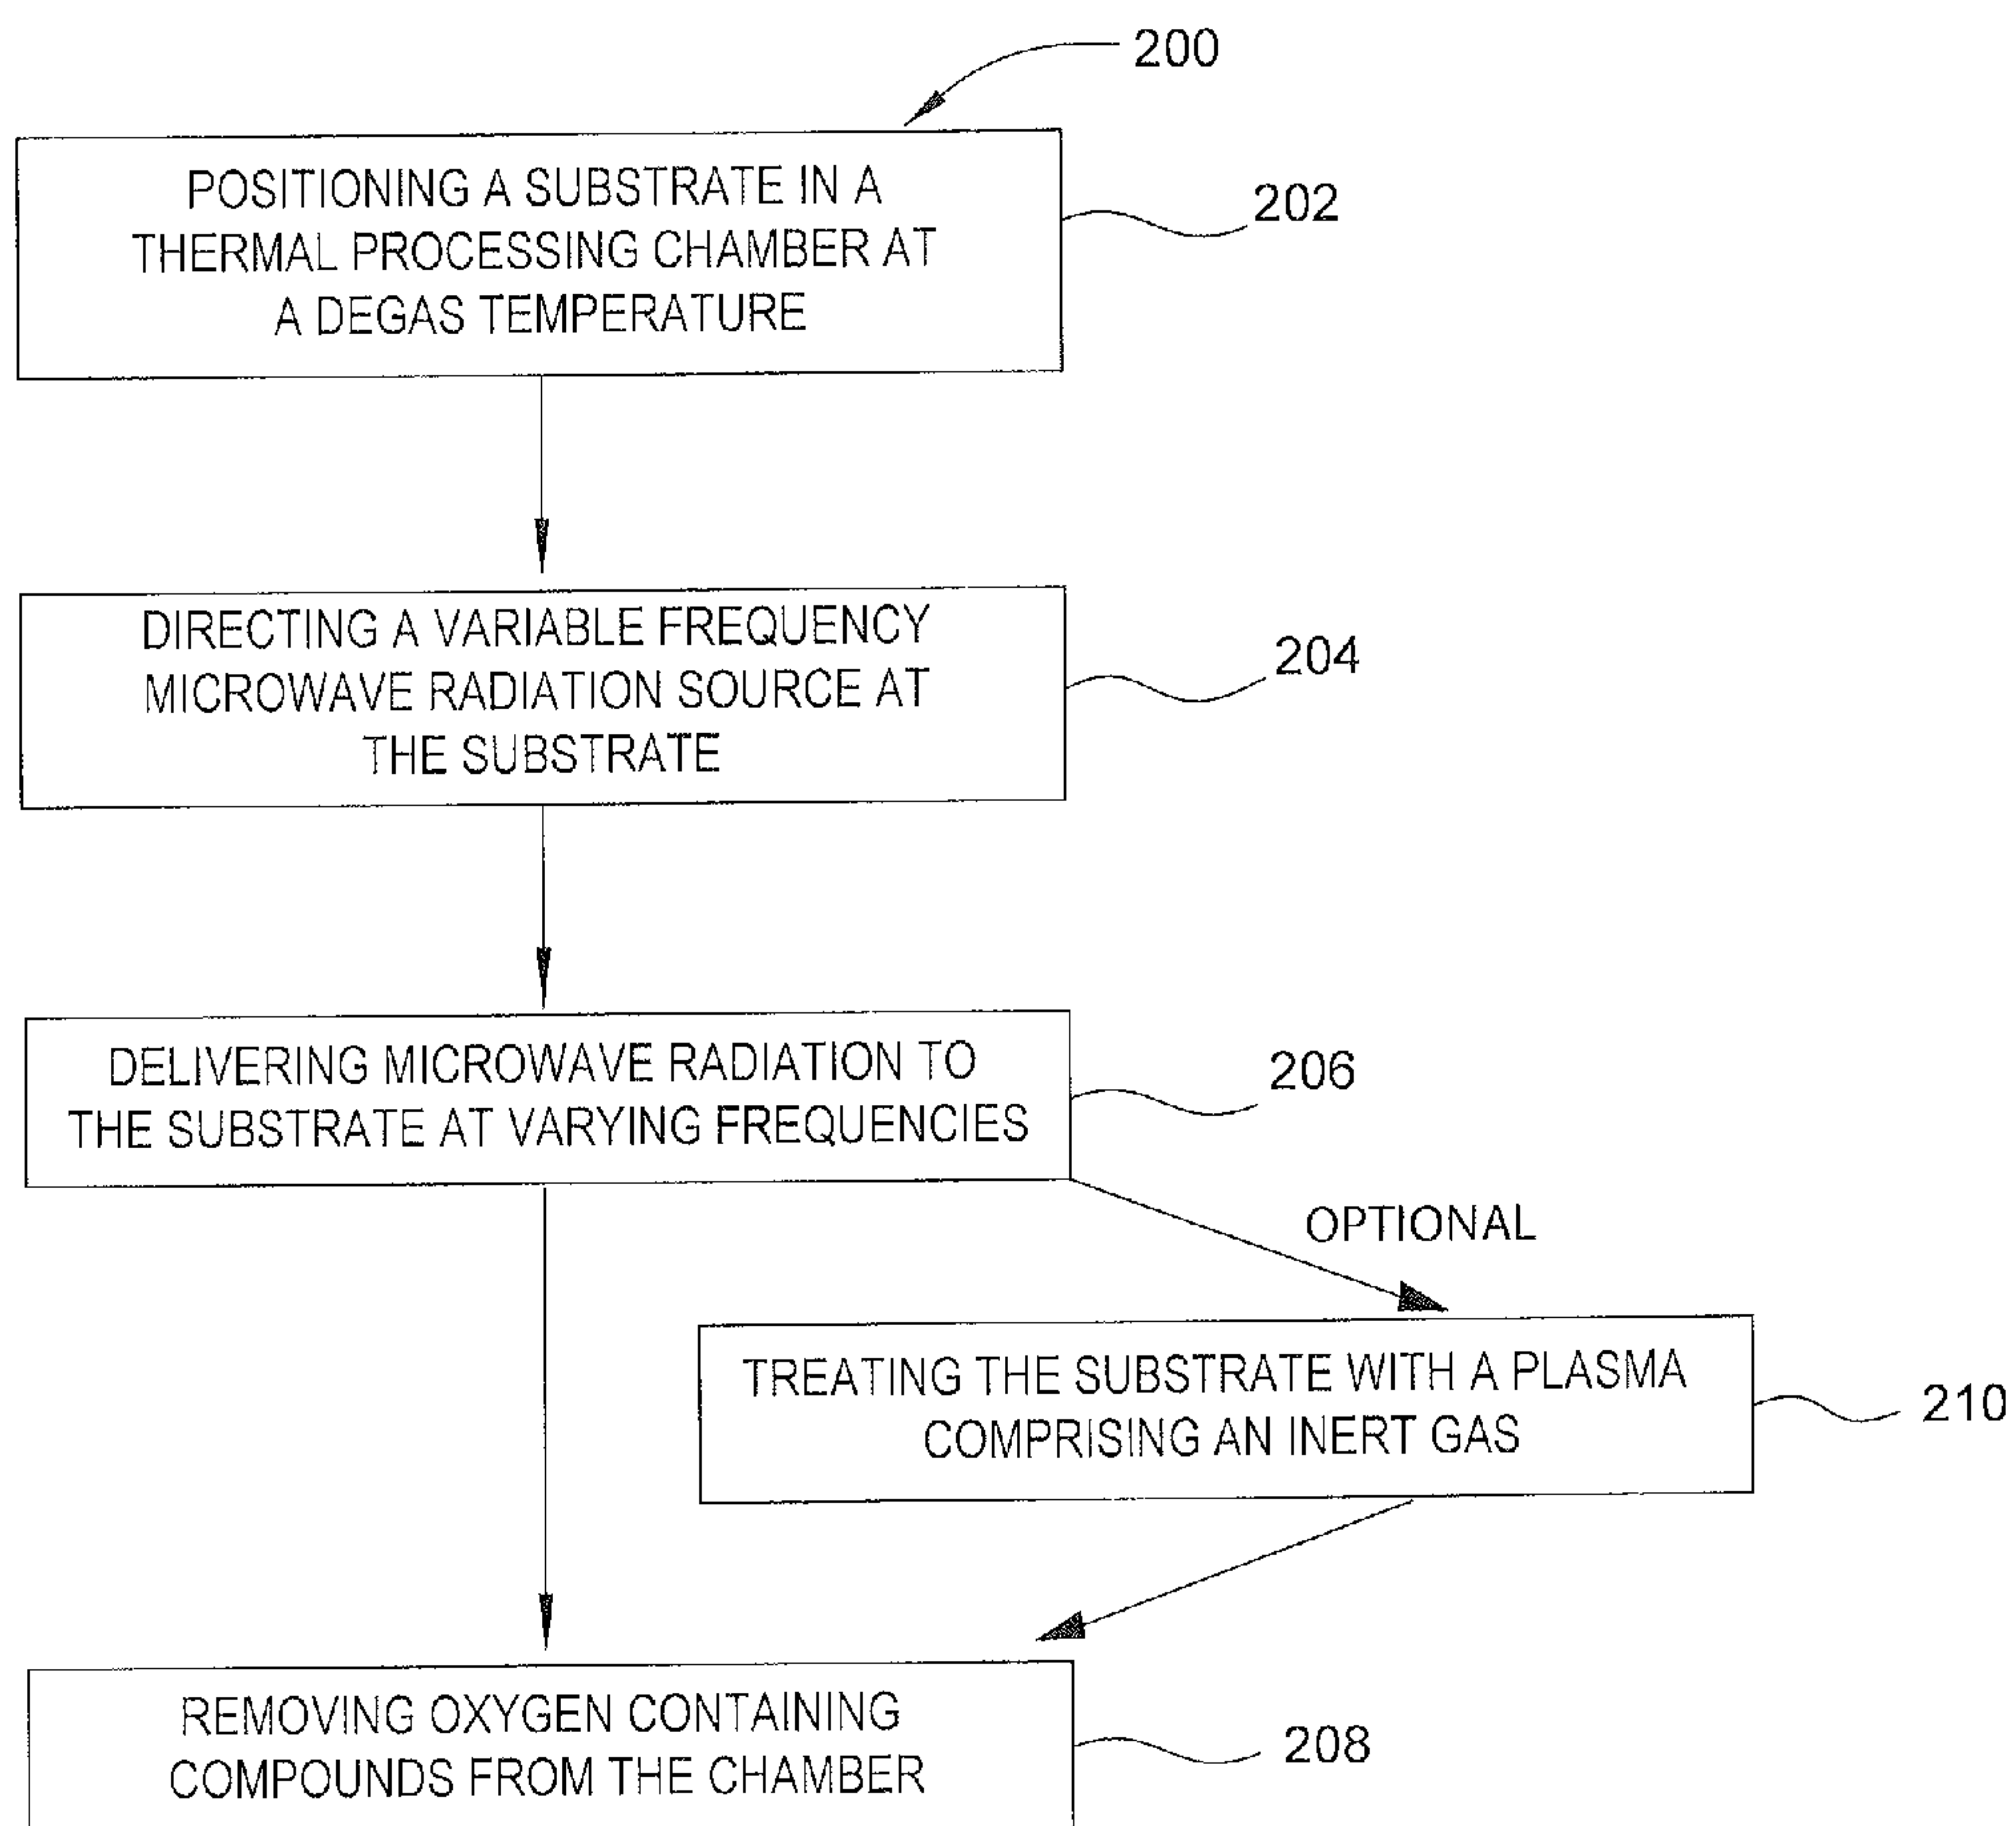 200
POSITIONING A SUBSTRATE IN A
THERMAL PROCESSING CHAMBER AT
A DEGAS TEMPERATURE
202
DIRECTING A VARIABLE FREQUENCY
MICROWAVE RADIATION SOURCE AT
THE SUBSTRATE
204
DELIVERING MICROWAVE RADIATION TO
THE SUBSTRATE AT VARYING FREQUENCIES
206
OPTIONAL
TREATING THE SUBSTRATE WITH A PLASMA
COMPRISING AN INERT GAS
210
REMOVING OXYGEN CONTAINING
COMPOUNDS FROM THE CHAMBER
208